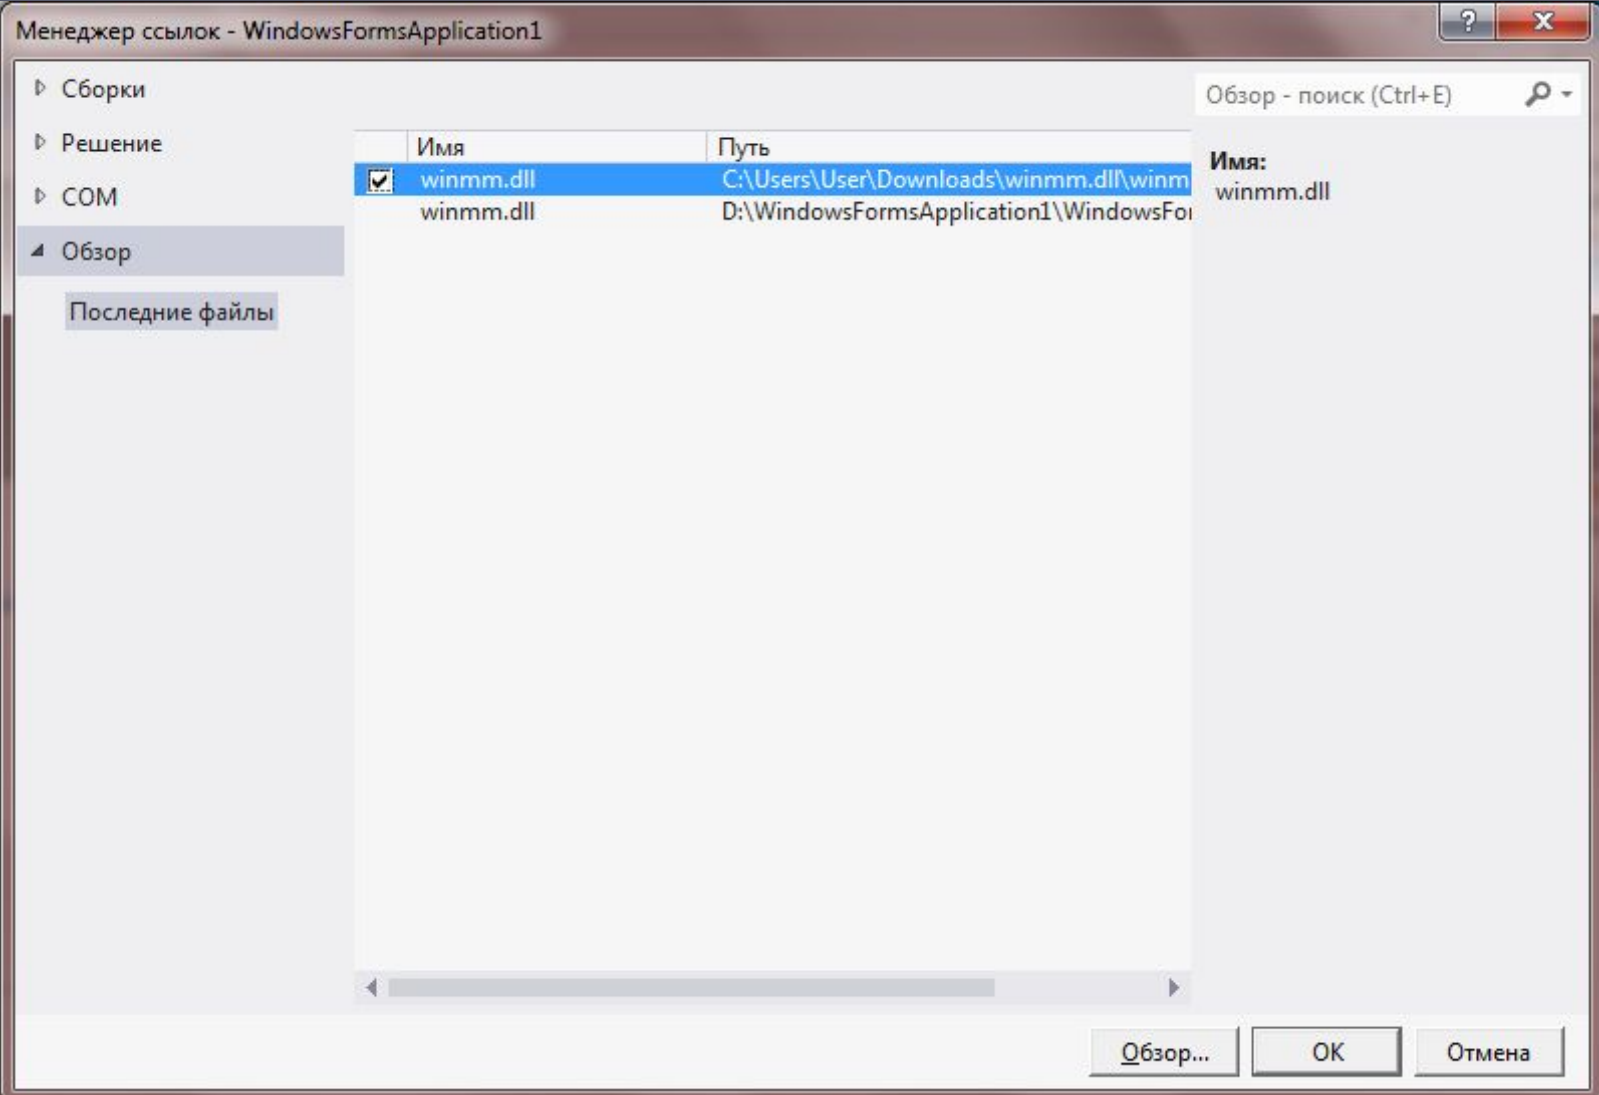 Менеджер ссылок - WindowsFormsApplication1
?
Сборки
Решение
COM
Обзор
Последние файлы
Обзор - поиск (Ctrl+E)
Имя Путь
winmm.dll C:\Users\User\Downloads\winmm.dll\winm
winmm.dll D:\WindowsFormsApplication1\WindowsFor
Имя:
winmm.dll
Обзор... OK Отмена